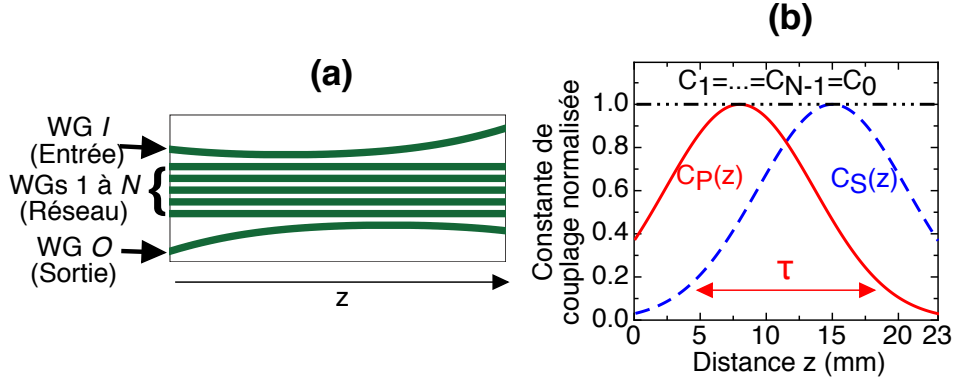 (a)
WG I
(Entrée)
WGs 1 à N
(Réseau)
{
WG O
(Sortie)
z
(b)
Constante de
couplage normalisée
C1=...=CN-1=C0
1.0
0.8
0.6
0.4
0.2
0.0
CP(z)
CS(z)
τ
0 5 10 15 20 23
Distance z (mm)